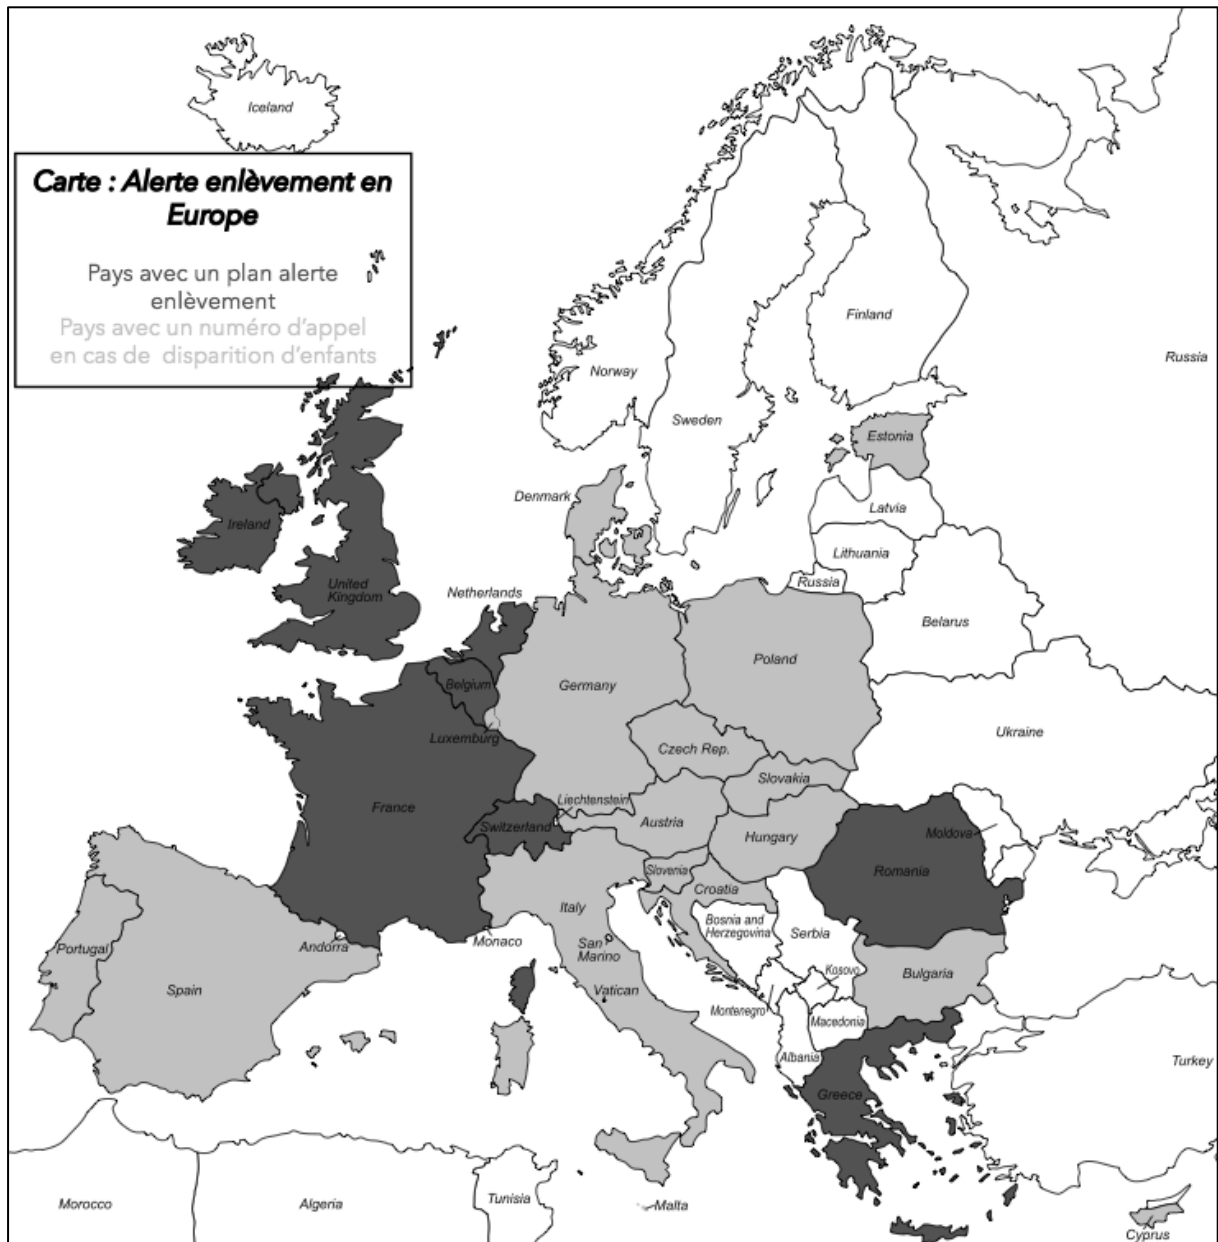 Iceland
Carte : Alerte enlèvement en
Europe
Pays avec un plan alerte
enlèvement
Pays avec un numéro d'appel
en cas de disparition d'enfants
Finland
Russia
Norway
Sweden
Estonia
Denmark
Latvia
Ireland
Lithuania
Russia
United
Kingdom
Netherlands
Belarus
Poland
Belgium
Germany
Ukraine
Luxemburg
Czech Rep.
Slovakia
Liechtenstein
France
Switzerland
Austria
Hungary
Moldova
Romania
Slovenia
Croatia
Italy
Bosnia and
Herzegovina
Serbia
Portugal
Andorra
Monaco
San
Marino
Kosovo
Bulgaria
Spain
Vatican
Montenegro
Macedonia
Albania
Turkey
Greece
Morocco
Algeria
Tunisia
Malta
Cyprus